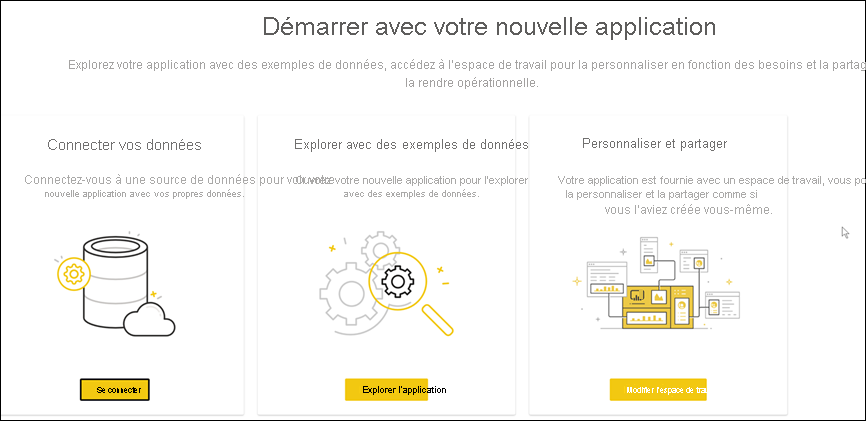 Démarrer avec votre nouvelle application
Explorez votre application avec des exemples de données, accédez à l'espace de travail pour la personnaliser en fonction des besoins et la partag
la rendre opérationnelle.
Connecter vos données
Connectez-vous à une source de données pour voir votre
nouvelle application avec vos propres données.
Se connecter
Explorer avec des exemples de données
votre nouvelle application pour l'explorer
avec des exemples de données.
Explorer l'application
Personnaliser et partager
Votre application est fournie avec un espace de travail, vous po
la personnaliser et la partager comme si
vous l'aviez créée vous-même.
Modifier l'espace de trau